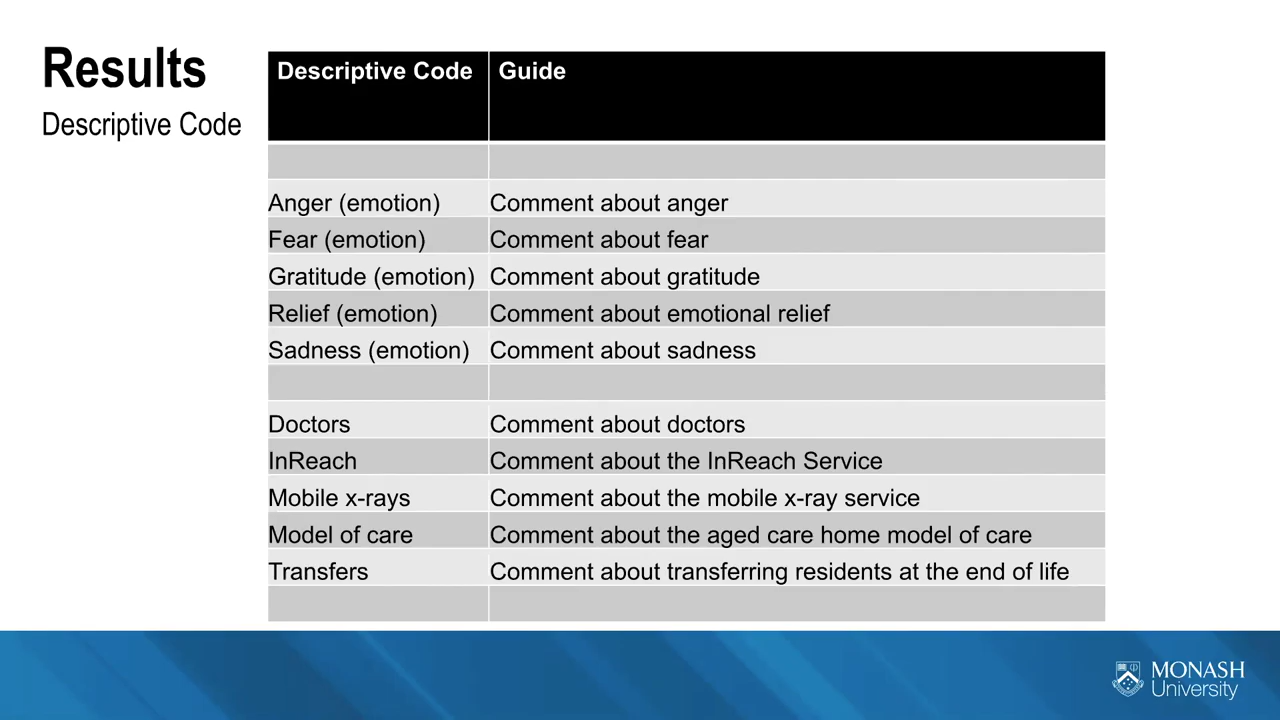 Results
Descriptive Code
Descriptive Code Guide
Anger (emotion) Comment about anger
Fear (emotion) Comment about fear
Gratitude (emotion) Comment about gratitude
Relief (emotion) Comment about emotional relief
Sadness (emotion) Comment about sadness
Doctors Comment about doctors
InReach Comment about the InReach Service
Mobile x-rays Comment about the mobile x-ray service
Model of care Comment about the aged care home model of care
Transfers Comment about transferring residents at the end of life
MONASH
University